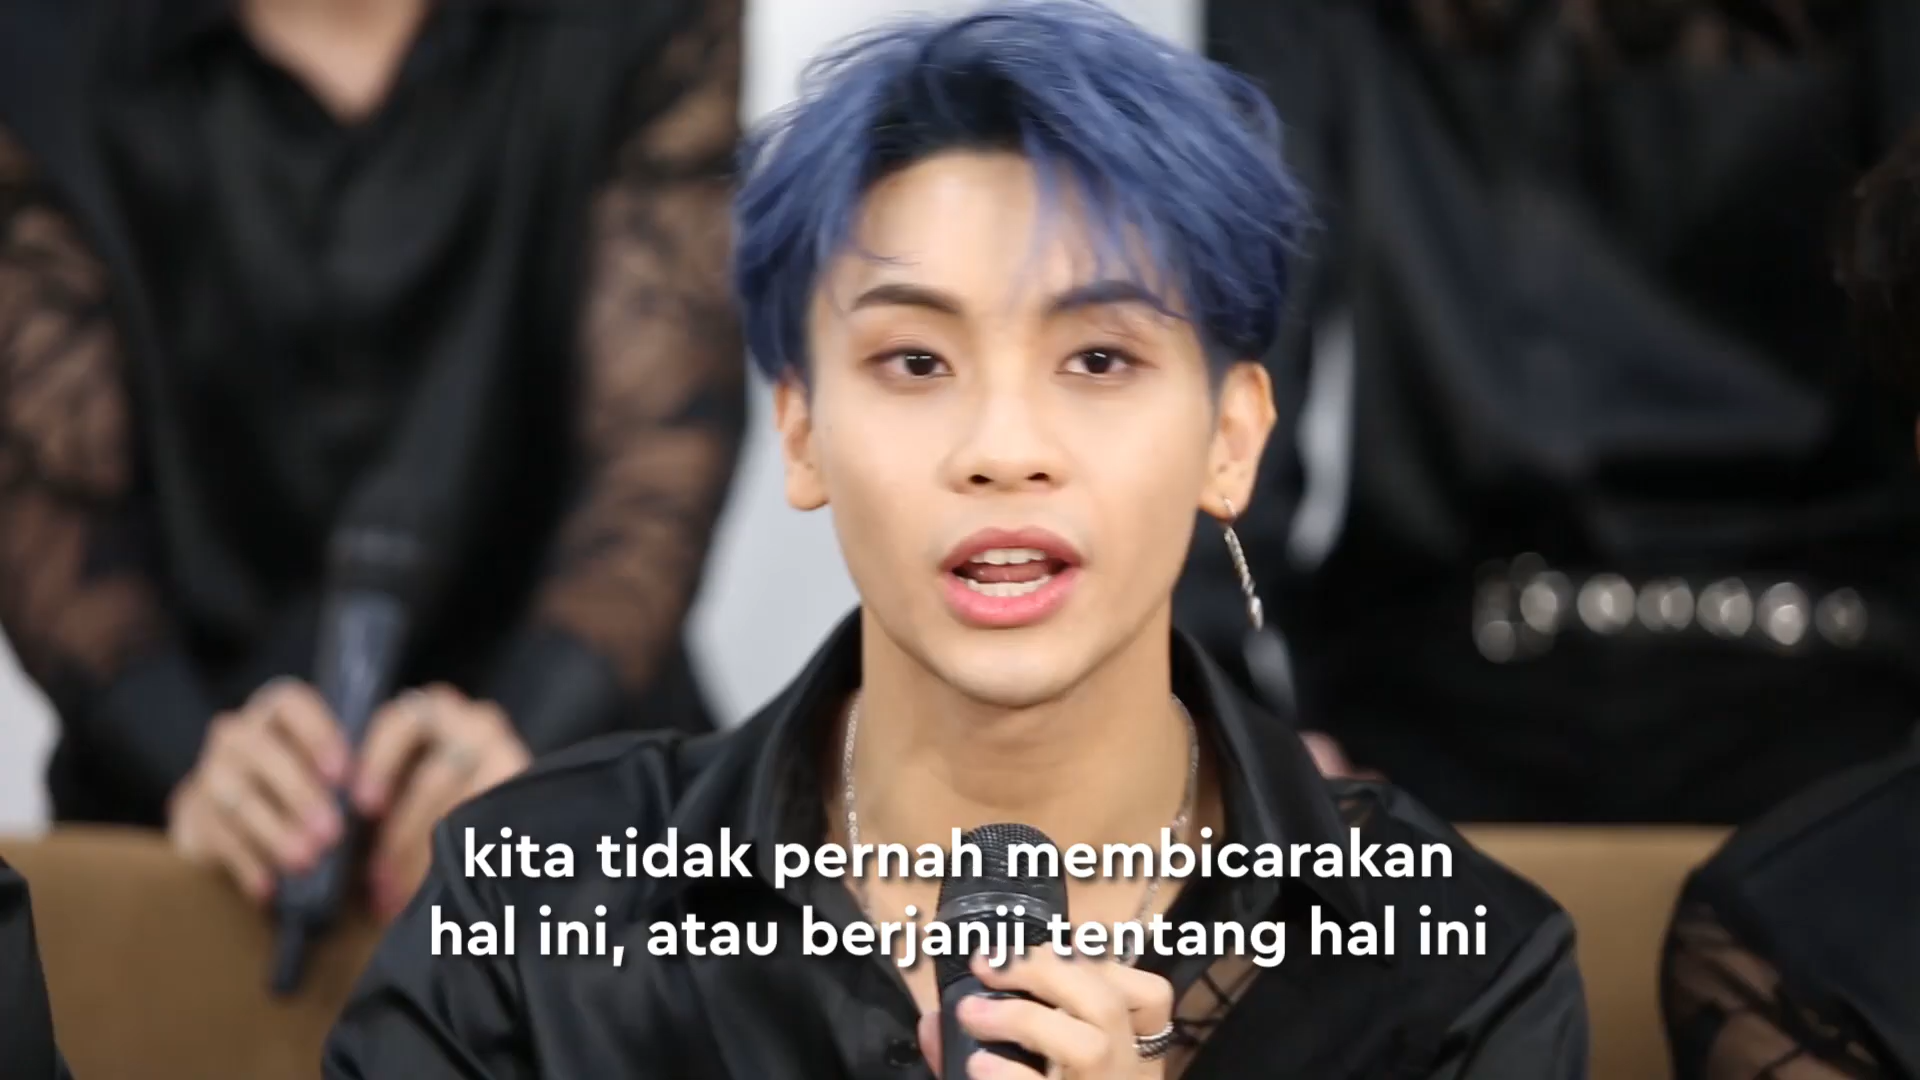 kita tidak pernah membicarakan
hal ini, atau berjanji tentang hal ini